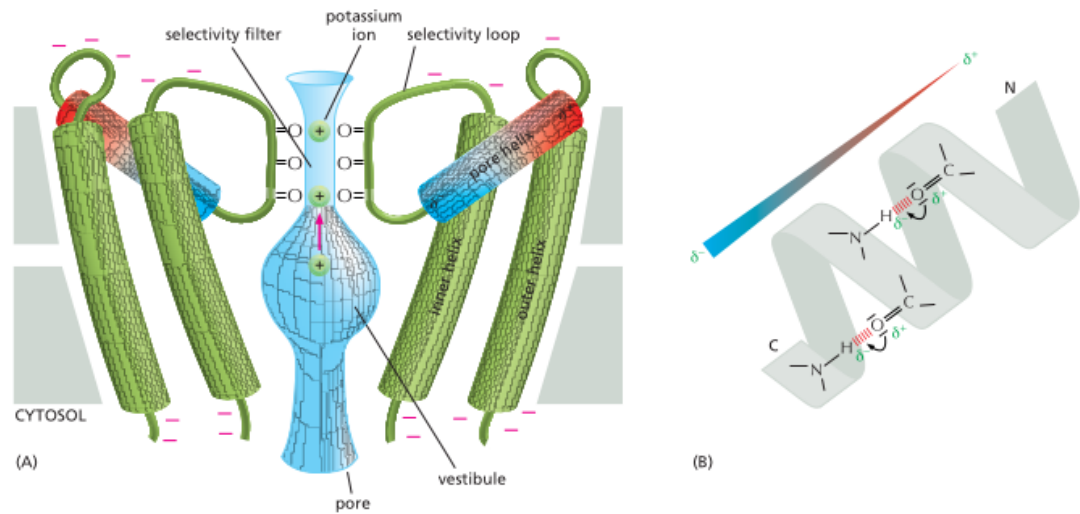 potassium
ion
selectivity filter
selectivity loop
+
=O
O=
=O
O=
=O
O=
+
+
pore helix
inner helix
outer helix
CYTOSOL
vestibule
pore
(A)
δ+
N
C
O
δ+
H
δ–
N
δ–
C
O
δ+
H
δ–
N
C
(B)